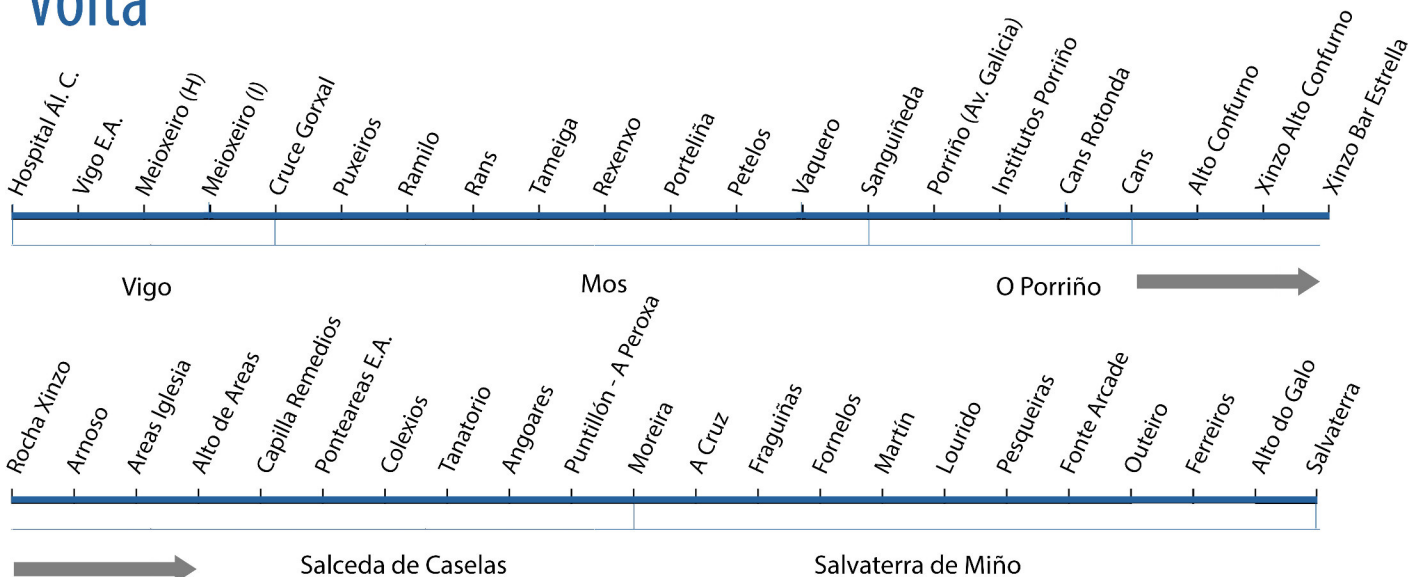 Volta
Hospital Ál. C.
Vigo E.A.
Meioxeiro (H)
Meioxeiro (I)
Cruce Gorxal
Puxeiros
Ramilo
Rans
Tameiga
Rexenxo
Porteliña
Petelos
Vaquero
Sanguiñeda
Porriño (Av. Galicia)
Institutos Porriño
Cans Rotonda
Cans
Alto Confurno
Xinzo Alto Confurno
Xinzo Bar Estrella
Vigo
Mos
O Porriño
Rocha Xinzo
Arnoso
Areas Iglesia
Alto de Areas
Capilla Remedios
Ponteareas E.A.
Colexios
Tanatorio
Angoares
Puntillón - A Peroxa
Moreira
A Cruz
Fraguiñas
Fornelos
Martín
Lourido
Pesqueiras
Fonte Arcade
Outeiro
Ferreiros
Alto do Galo
Salvaterra
Salceda de Caselas
Salvaterra de Miño